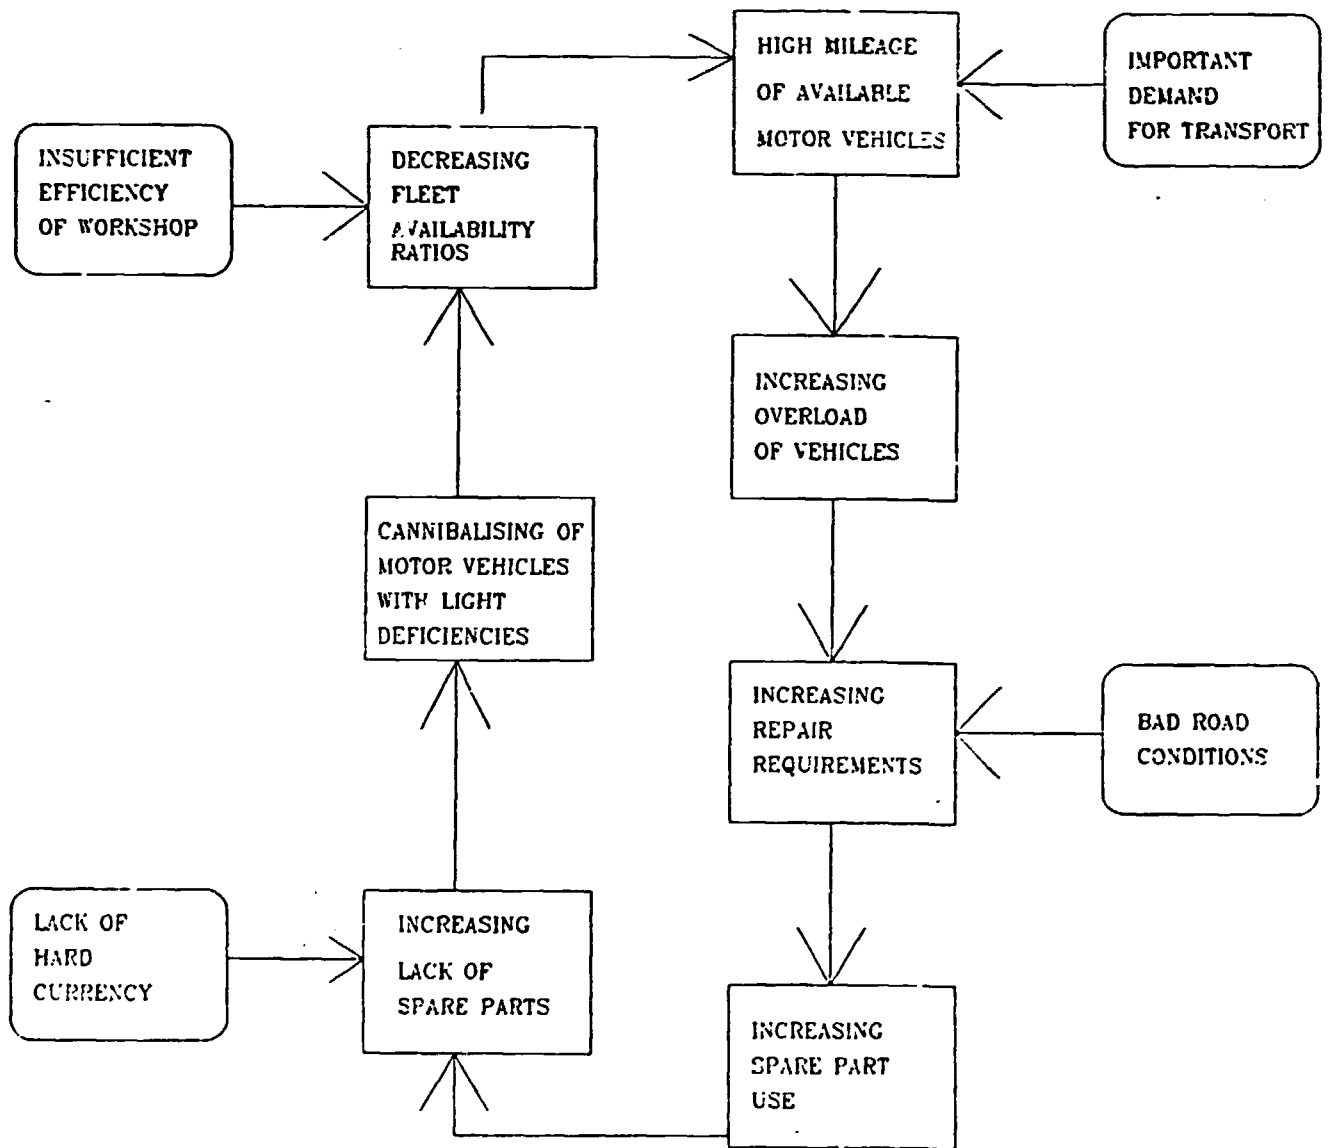 HIGH MILEAGE
OF AVAILABLE
MOTOR VEHICLES
IMPORTANT
DEMAND
FOR TRANSPORT
INSUFFICIENT
EFFICIENCY
OF WORKSHOP
DECREASING
FLEET
AVAILABILITY
RATIOS
INCREASING
OVERLOAD
OF VEHICLES
CANNIBALISING OF
MOTOR VEHICLES
WITH LIGHT
DEFICIENCIES
INCREASING
REPAIR
REQUIREMENTS
BAD ROAD
CONDITIONS
LACK OF
HARD
CURRENCY
INCREASING
LACK OF
SPARE PARTS
INCREASING
SPARE PART
USE